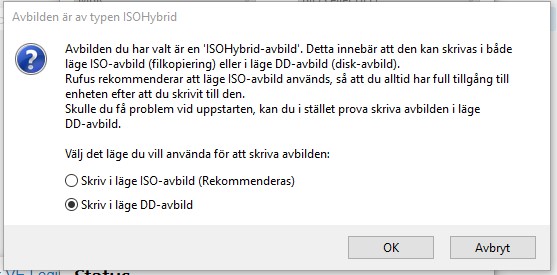 Avbilden är av typen ISOHybrid
Avbilden du har valt är en 'ISOHybrid-avbild'. Detta innebär att den kan skrivas i både
läge ISO-avbild (filkopiering) eller i läge DD-avbild (disk-avbild).
Rufus rekommenderar att läge ISO-avbild används, så att du alltid har full tillgång till
enheten efter att du skrivit till den.
Skulle du få problem vid uppstarten, kan du i stället prova skriva avbilden i läge
DD-avbild.
Välj det läge du vill använda för att skriva avbilden:
Skriv i läge ISO-avbild (Rekommenderas)
Skriv i läge DD-avbild
OK Avbryt
Status